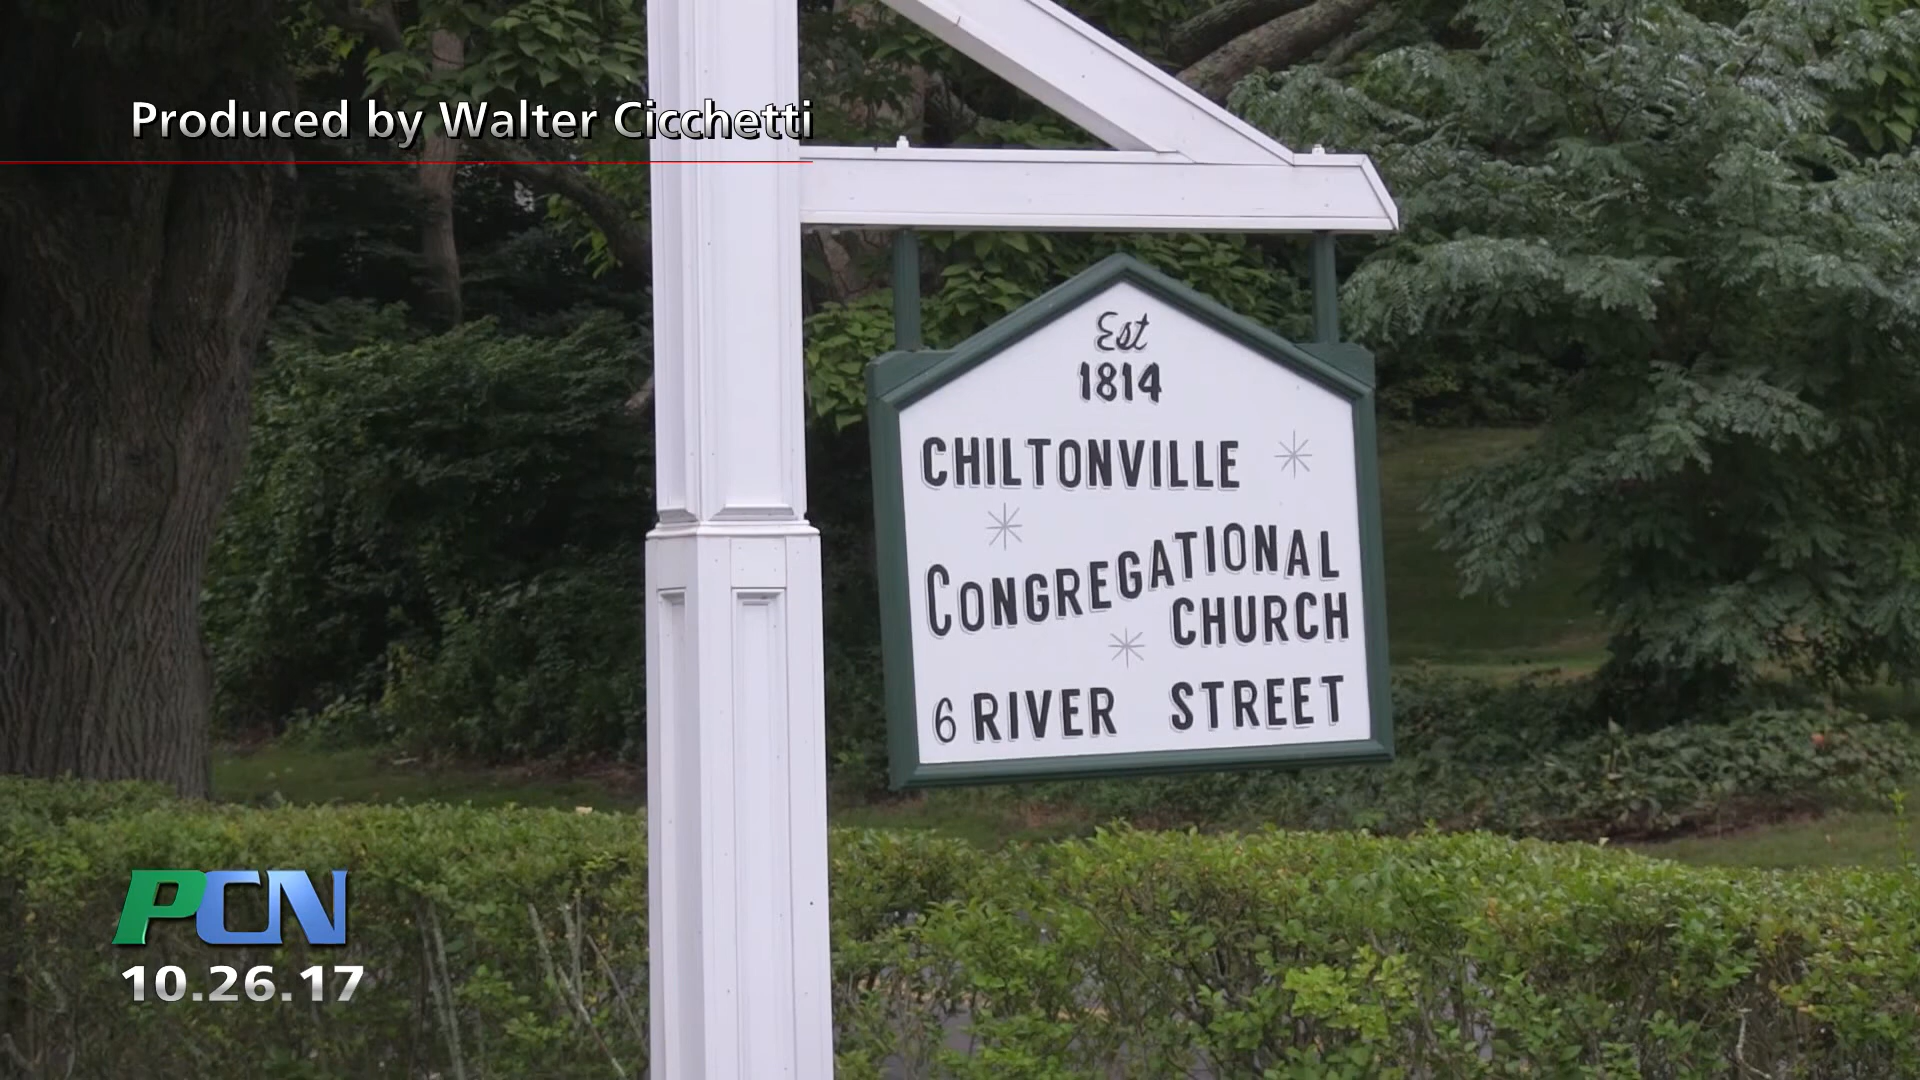 Produced by Walter Cicchetti
Est
1814
CHILTONVILLE
CONGREGATIONAL
CHURCH
6 RIVER STREET
PCN
10.26.17